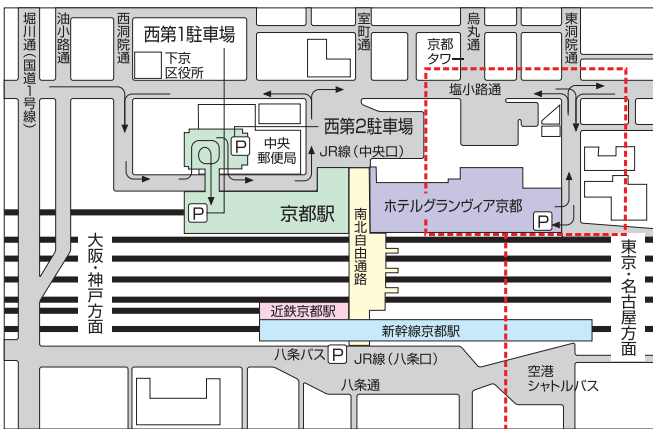 堀川通(国道1号線)
油小路通
西洞院通
西第1駐車場
下京
区役所
室町通
京都
タワー
烏丸通
東洞院通
塩小路通
西第2駐車場
P
中央
郵便局
JR線(中央口)
P
京都駅
南北自由通路
ホテルグランヴィア京都
P
大阪・神戸方面
東京・名古屋方面
近鉄京都駅
新幹線京都駅
八条バス
P
JR線(八条口)
八条通
空港
シャトルバス